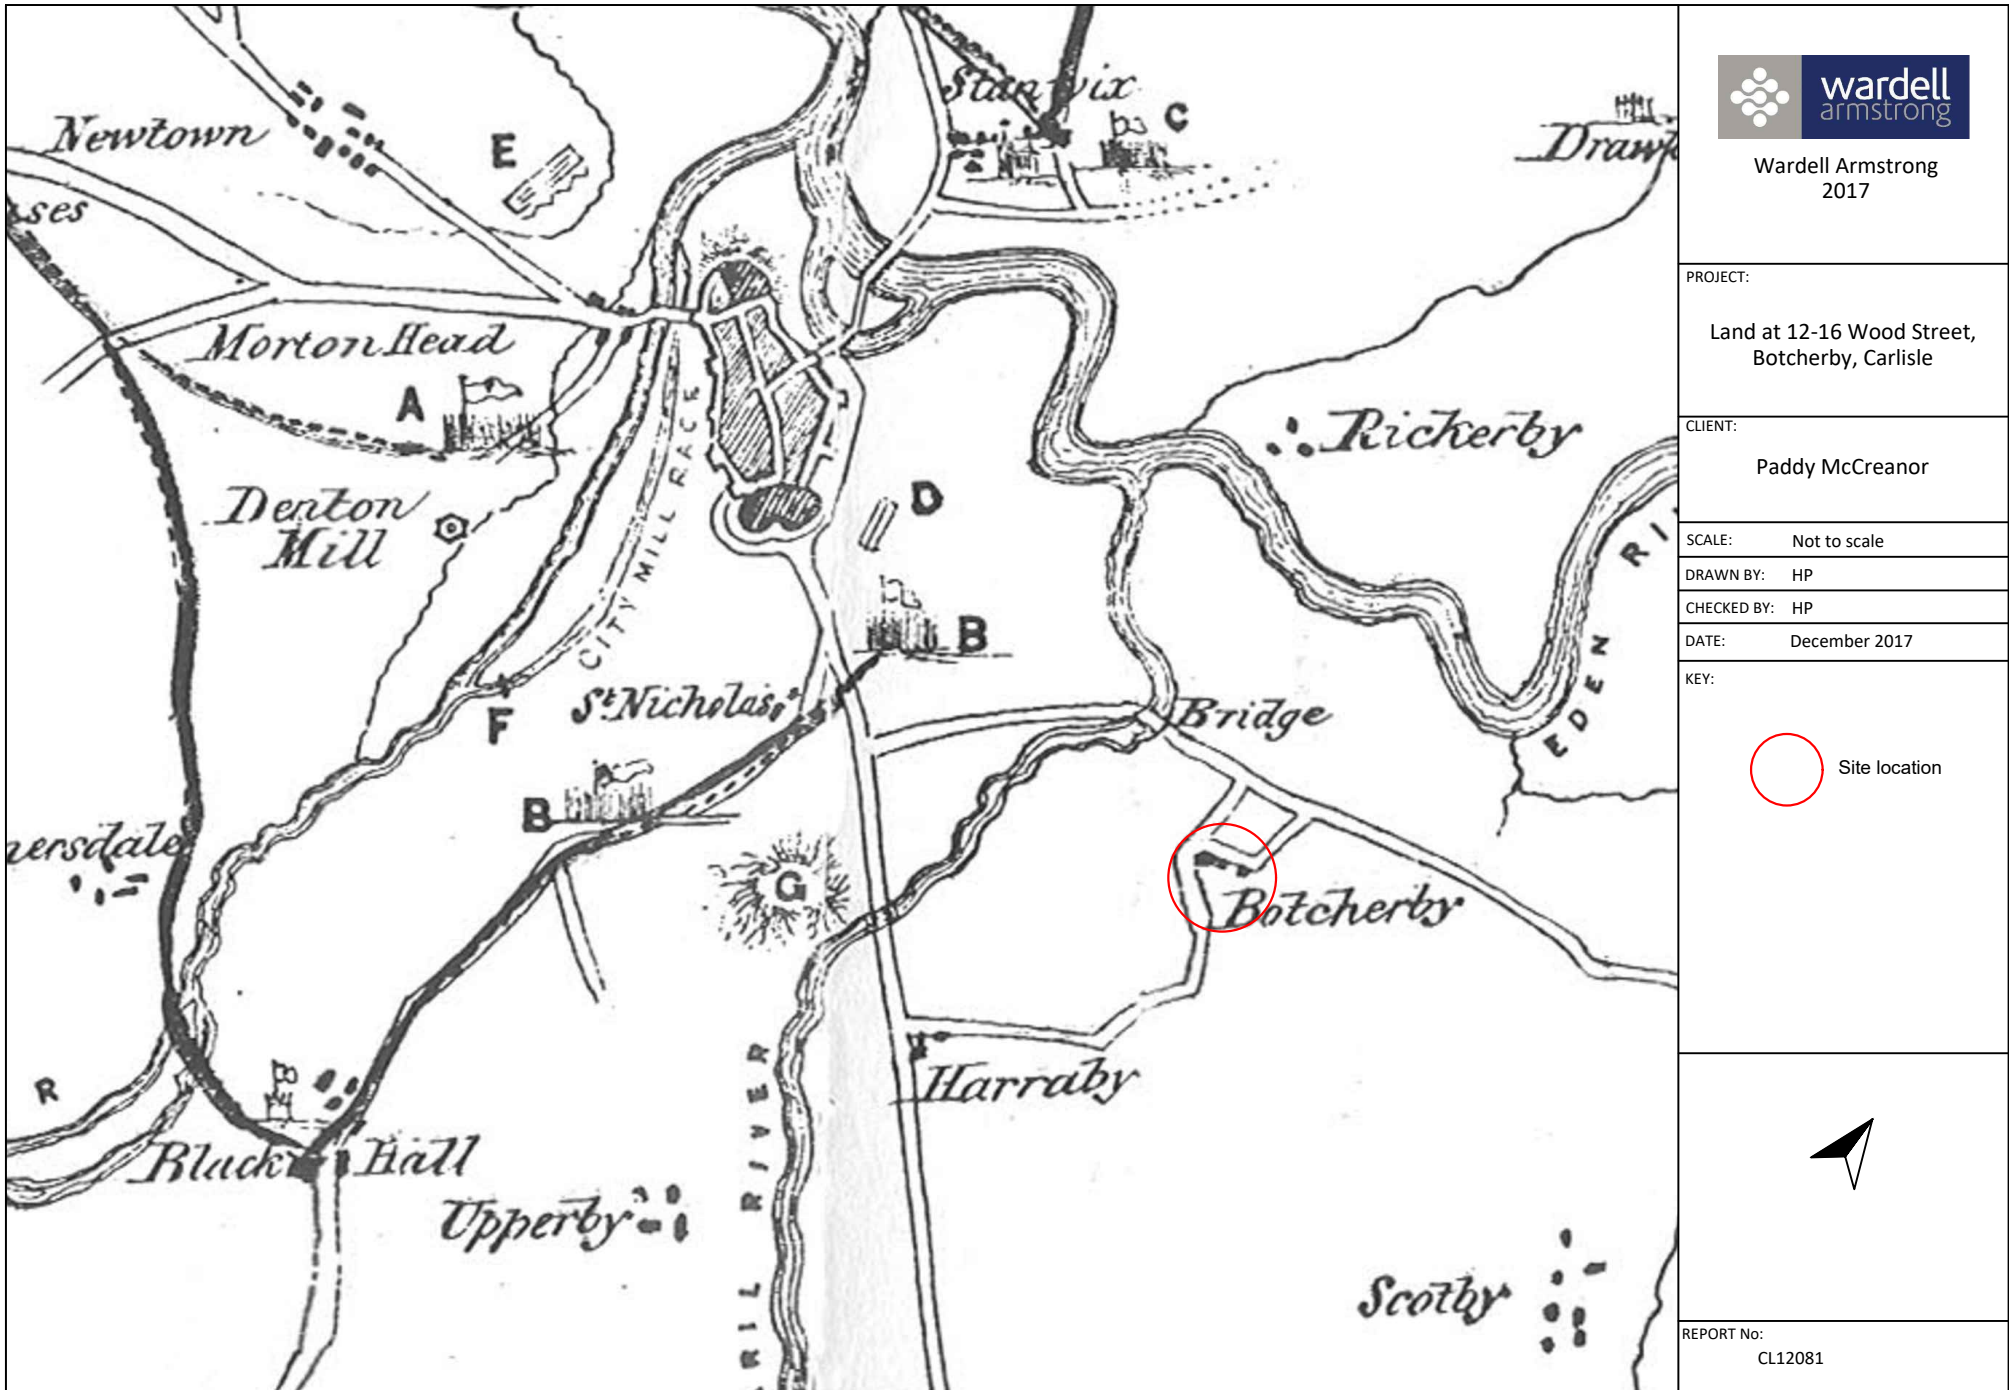 Newtown
E
Stanwix
C
Draw
sses
Morton Head
A
CITY MILL RACE
Rickerby
Denton
Mill
D
EDEN RI
B
St Nicholas
F
Bridge
B
ersdale
G
Botcherby
R
Harraby
Black Hall
Upperby
RIL RIVER
Scotby
wardell
armstrong
Wardell Armstrong
2017
PROJECT:
Land at 12-16 Wood Street,
Botcherby, Carlisle
CLIENT:
Paddy McCreanor
SCALE: Not to scale
DRAWN BY: HP
CHECKED BY: HP
DATE: December 2017
KEY:
Site location
REPORT No:
CL12081